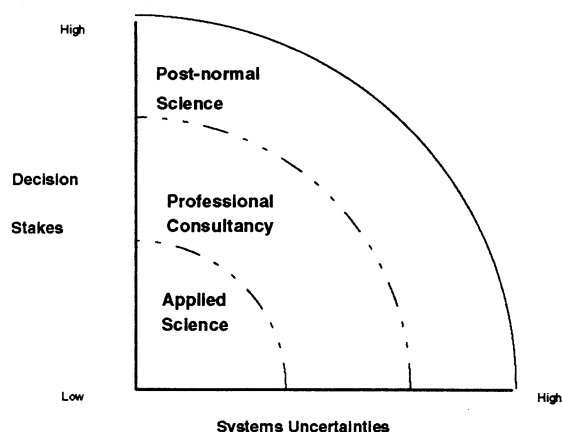 High
Post-normal
Science
Decision
Stakes
Professional
Consultancy
Applied
Science
Low
High
Systems Uncertainties